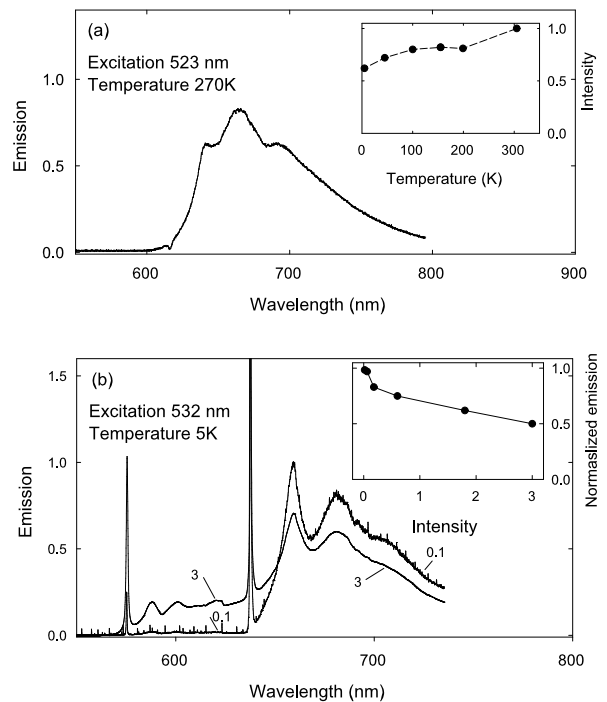 (a)
Excitation 523 nm
Temperature 270K
1.0
0.5
0.0
Emission
600 700 800 900
Wavelength (nm)
1.0
0.5
0.0
Intensity
0 100 200 300
Temperature (K)
(b)
Excitation 532 nm
Temperature 5K
1.5
1.0
0.5
0.0
Emission
3
0.1
0.1
3
600 700 800
Wavelength (nm)
1.0
0.5
0.0
Normaslized emission
0 1 2 3
Intensity